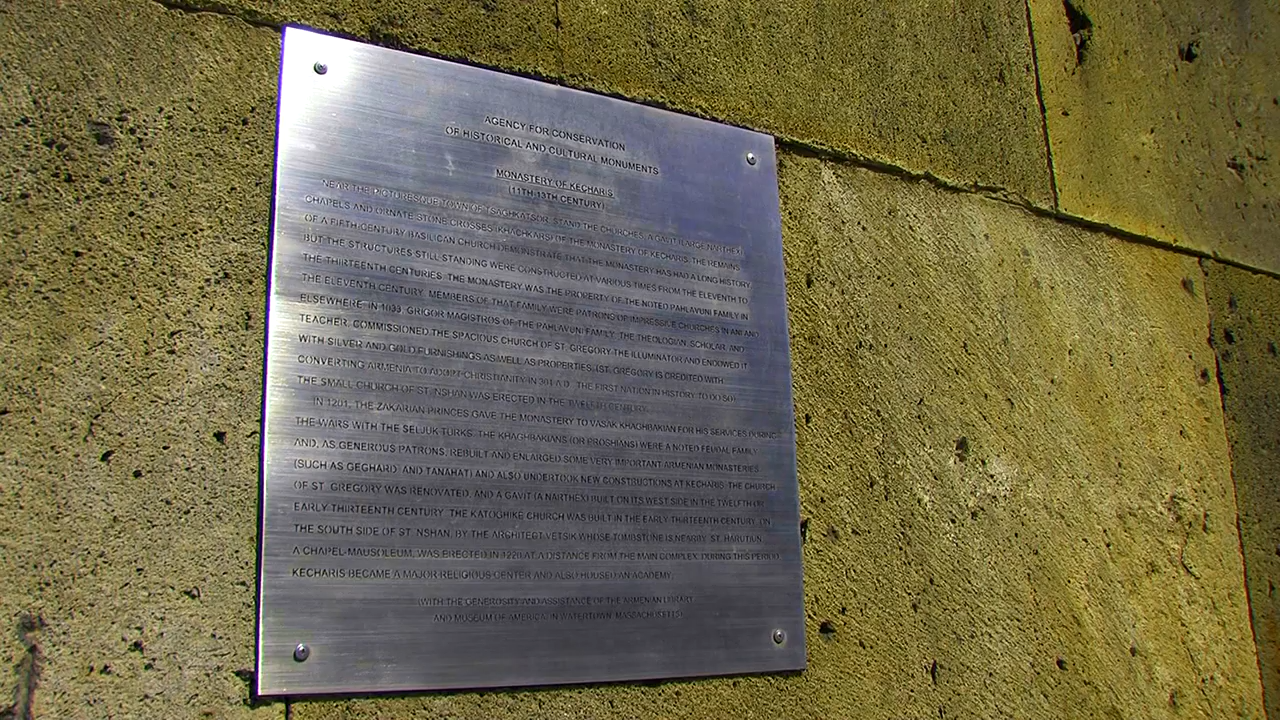 AGENCY FOR CONSERVATION
OF HISTORICAL AND CULTURAL MONUMENTS
MONASTERY OF KECHARIS
(11TH-13TH CENTURY)
NEAR THE PICTURESQUE TOWN OF TSAGHKATSOR, STAND THE CHURCHES, A GAVIT (LARGE NARTHEX)
CHAPELS AND ORNATE STONE CROSSES (KHACHKARS) OF THE MONASTERY OF KECHARIS. THE REMAINS
OF A FIFTH CENTURY BASILICAN CHURCH DEMONSTRATE THAT THE MONASTERY HAS HAD A LONG HISTORY
BUT THE STRUCTURES STILL STANDING WERE CONSTRUCTED AT VARIOUS TIMES FROM THE ELEVENTH TO
THE THIRTEENTH CENTURIES. THE MONASTERY WAS THE PROPERTY OF THE NOTED PAHLAVUNI FAMILY IN
THE ELEVENTH CENTURY. MEMBERS OF THAT FAMILY WERE PATRONS OF IMPRESSIVE CHURCHES IN ANI AND
ELSEWHERE. IN 1033, GRIGOR MAGISTROS OF THE PAHLAVUNI FAMILY, THE THEOLOGIAN, SCHOLAR, AND
TEACHER, COMMISSIONED THE SPACIOUS CHURCH OF ST. GREGORY THE ILLUMINATOR AND ENDOWED IT
WITH SILVER AND GOLD FURNISHINGS AS WELL AS PROPERTIES. (ST. GREGORY IS CREDITED WITH
CONVERTING ARMENIA TO ADOPT CHRISTIANITY IN 301 A.D., THE FIRST NATION IN HISTORY TO DO SO)
THE SMALL CHURCH OF ST. NSHAN WAS ERECTED IN THE TWELFTH CENTURY.
IN 1201, THE ZAKARIAN PRINCES GAVE THE MONASTERY TO VASAK KHAGHBAKIAN FOR HIS SERVICES DURING
THE WARS WITH THE SELJUK TURKS. THE KHAGHBAKIANS (OR PROSHIANS) WERE A NOTED FEUDAL FAMILY
AND, AS GENEROUS PATRONS, REBUILT AND ENLARGED SOME VERY IMPORTANT ARMENIAN MONASTERIES
(SUCH AS GEGHARD AND TANAHAT) AND ALSO UNDERTOOK NEW CONSTRUCTIONS AT KECHARIS. THE CHURCH
OF ST. GREGORY WAS RENOVATED, AND A GAVIT (A NARTHEX) BUILT ON ITS WEST SIDE IN THE TWELFTH OR
EARLY THIRTEENTH CENTURY. THE KATOGHIKE CHURCH WAS BUILT IN THE EARLY THIRTEENTH CENTURY, ON
THE SOUTH SIDE OF ST. NSHAN, BY THE ARCHITECT VETSIK WHOSE TOMBSTONE IS NEARBY. ST. HARUTIUN,
A CHAPEL-MAUSOLEUM, WAS ERECTED IN 1220 AT A DISTANCE FROM THE MAIN COMPLEX. DURING THIS PERIOD,
KECHARIS BECAME A MAJOR RELIGIOUS CENTER AND ALSO HOUSED AN ACADEMY.
(WITH THE GENEROSITY AND ASSISTANCE OF THE ARMENIAN LIBRARY
AND MUSEUM OF AMERICA, IN WATERTOWN, MASSACHUSETTS)